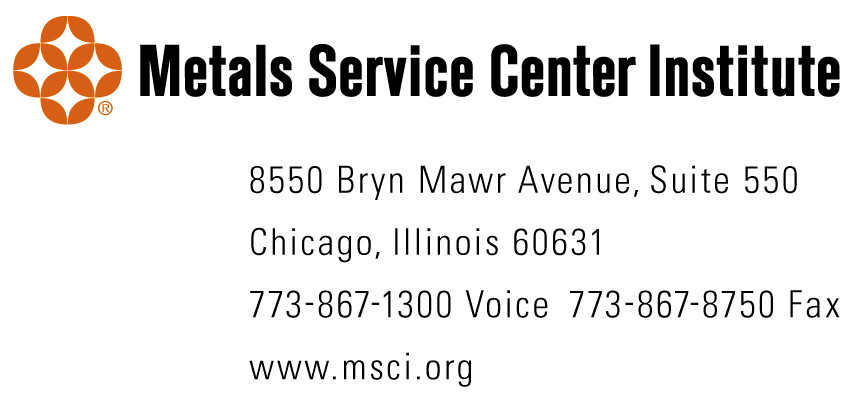 ® Metals Service Center Institute
8550 Bryn Mawr Avenue, Suite 550
Chicago, Illinois 60631
773-867-1300 Voice 773-867-8750 Fax
www.msci.org